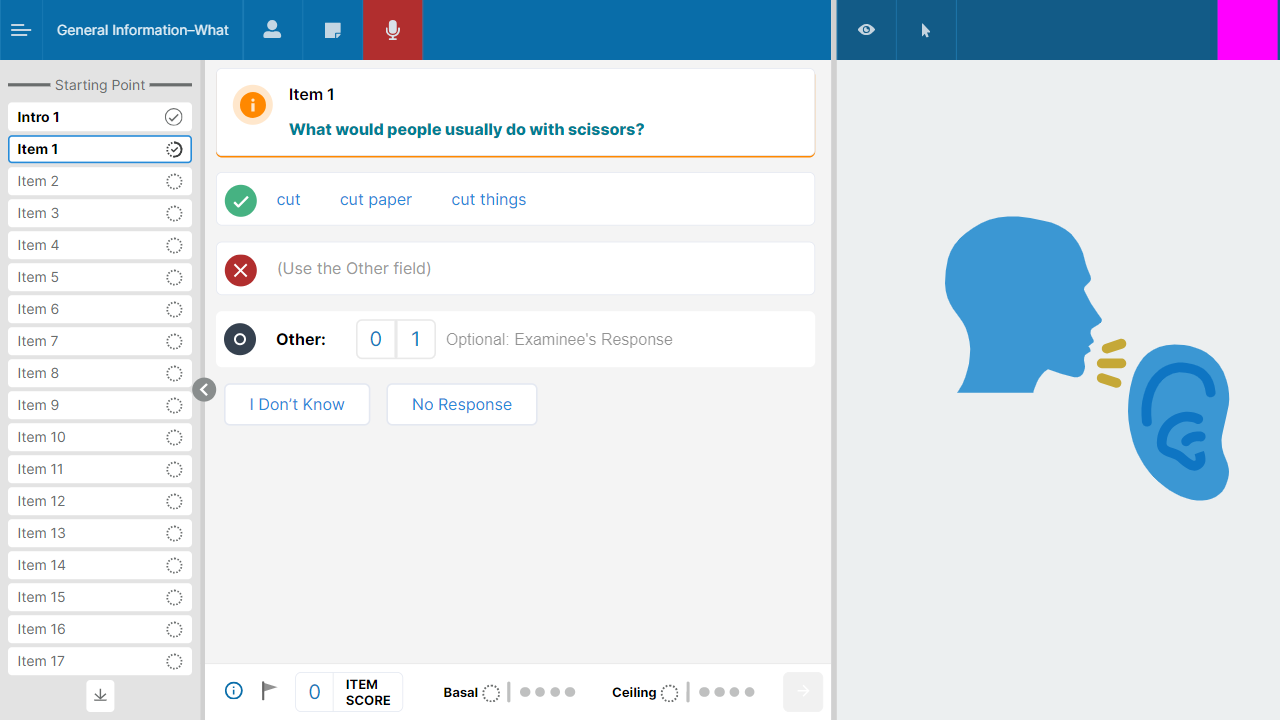 General Information–What
Starting Point
Intro 1
Item 1
Item 2
Item 3
Item 4
Item 5
Item 6
Item 7
Item 8
Item 9
Item 10
Item 11
Item 12
Item 13
Item 14
Item 15
Item 16
Item 17
Item 1
What would people usually do with scissors?
cut cut paper cut things
(Use the Other field)
Other: 0 1 Optional: Examinee's Response
I Don’t Know No Response
0 ITEM SCORE Basal Ceiling